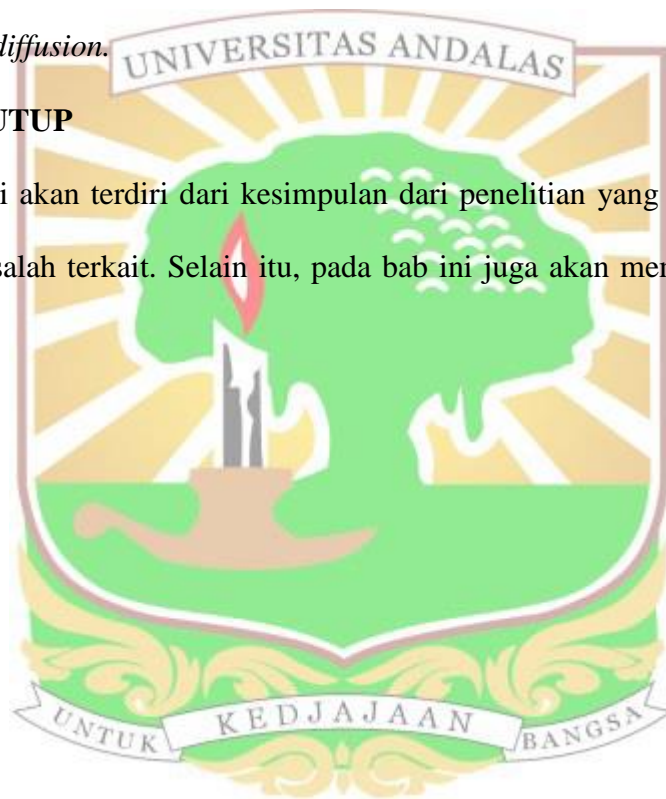 diffusion.
UNIVERSITAS ANDALAS
UTUP
i akan terdiri dari kesimpulan dari penelitian yang
salah terkait. Selain itu, pada bab ini juga akan men
UNTUK KEDJAJAAN BANGSA